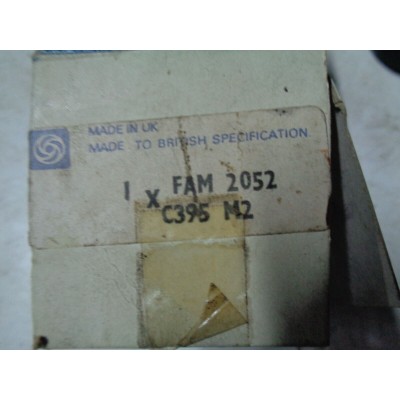 MADE IN UK
MADE TO BRITISH SPECIFICATION
1 X FAM 2052
C395 M2